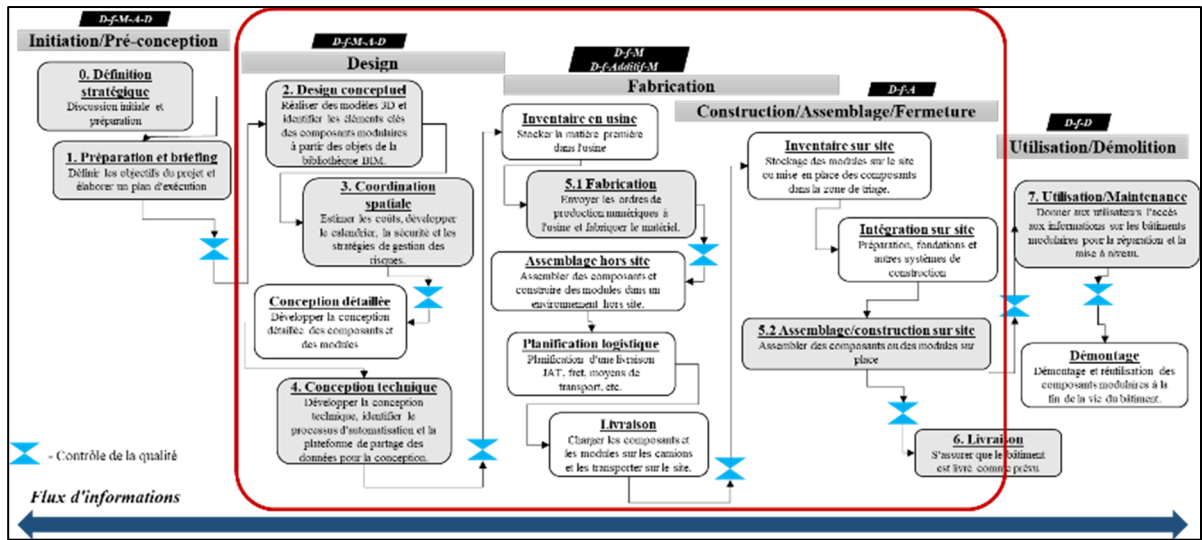 D-f-M-A-D
Initiation/Pré-conception
0. Définition
stratégique
Discussion initiale et
préparation
1. Préparation et briefing
Définir les objectifs du projet et
élaborer un plan d'exécution
D-f-M-A-D
Design
2. Design conceptuel
Réaliser des modèles 3D et
identifier les éléments clés
des composants modulaires
à partir des objets de la
bibliothèque BIM.
3. Coordination
spatiale
Estimer les coûts, développer
le calendrier, la sécurité et les
stratégies de gestion des
risques.
Conception détaillée
Développer la conception
détaillée des composants et
des modules
4. Conception technique
Développer la conception
technique, identifier le
processus d'automatisation et la
plateforme de partage des
données pour la conception.
D-f-M
D-f-Additif-M
Fabrication
Inventaire en usine
Stocker la matière première
dans l'usine
5.1 Fabrication
Envoyer les ordres de
production numériques à
l'usine et fabriquer le matériel.
Assemblage hors site
Assembler des composants et
construire des modules dans un
environnement hors site.
Planification logistique
Planification d'une livraison
JAT, fret, moyens de
transport, etc.
Livraison
Charger les composants et
les modules sur les camions
et les transporter sur le site.
D-f-A
Construction/Assemblage/Fermeture
Inventaire sur site
Stockage des modules sur le site
ou mise en place des composants
dans la zone de triage.
Intégration sur site
Préparation, fondations et
autres systèmes de
construction
5.2 Assemblage/construction sur site
Assembler des composants ou des modules sur
place
6. Livraison
S'assurer que le bâtiment
est livré comme prévu
D-f-D
Utilisation/Démolition
7. Utilisation/Maintenance
Donner aux utilisateurs l'accès
aux informations sur les bâtiments
modulaires pour la réparation et la
mise à niveau.
Démontage
Démontage et réutilisation des
composants modulaires à la
fin de la vie du bâtiment.
- Contrôle de la qualité
Flux d'informations